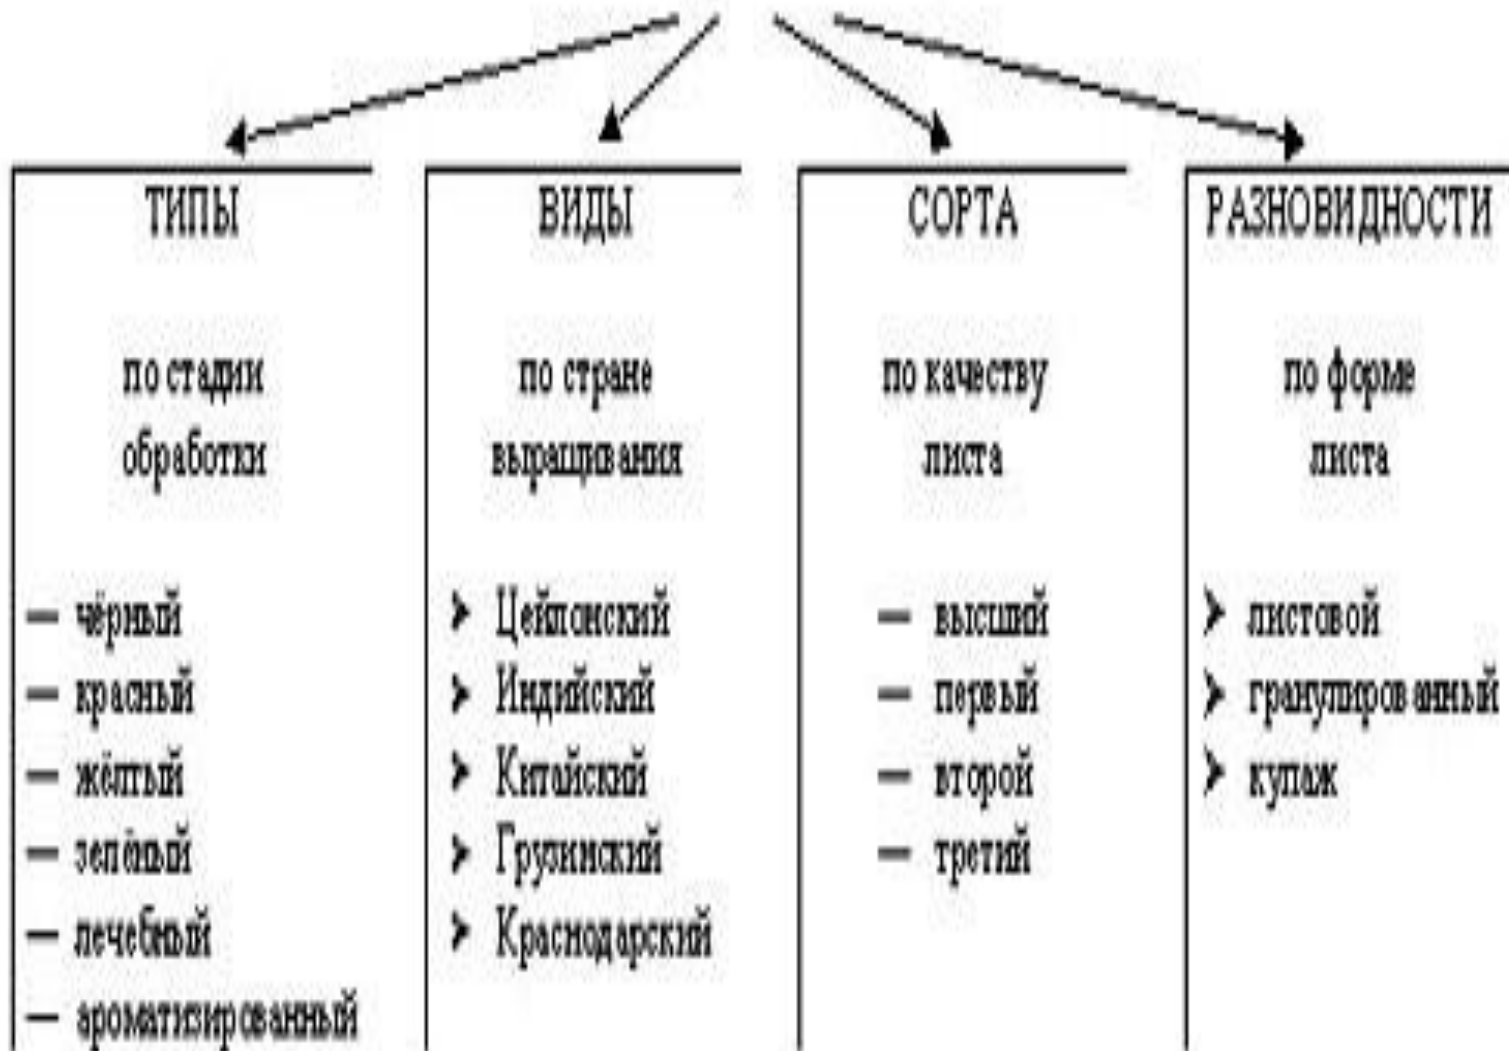 ТИПЫ
по стадии
обработки
— чёрный
— красный
— жёлтый
— зелёный
— лечебный
— ароматизированный
ВИДЫ
по стране
выращивания
➤ Цейлонский
➤ Индийский
➤ Китайский
➤ Грузинский
➤ Краснодарский
СОРТА
по качеству
листа
— высший
— первый
— второй
— третий
РАЗНОВИДНОСТИ
по форме
листа
➤ листовой
➤ гранулированный
➤ купаж